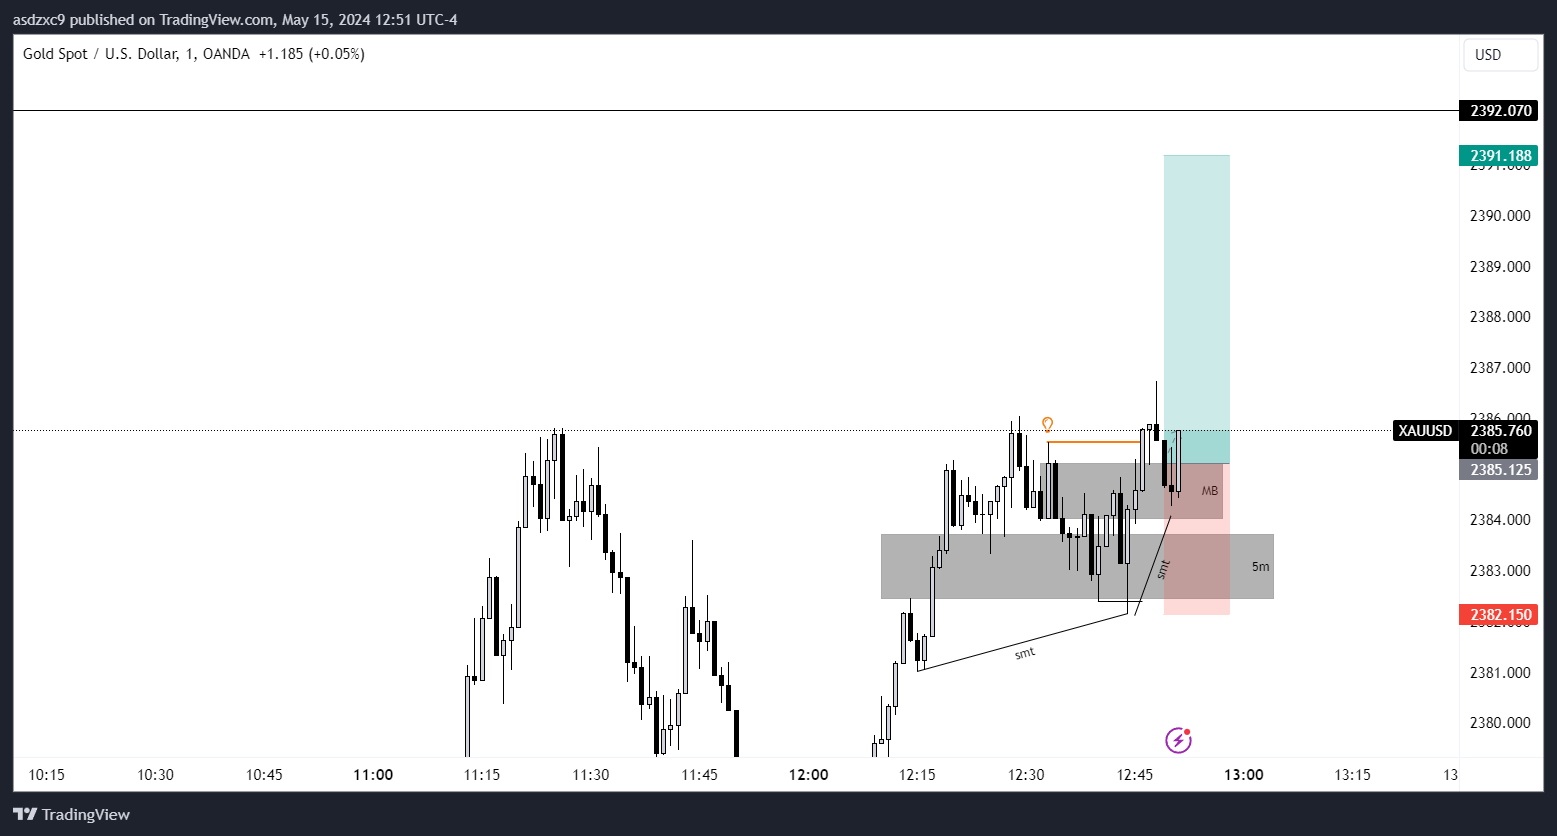 asdzxc9 published on TradingView.com, May 15, 2024 12:51 UTC-4
Gold Spot / U.S. Dollar, 1, OANDA +1.185 (+0.05%)
USD
2392.070
2391.188
2391.000
2390.000
2389.000
2388.000
2387.000
2386.000
XAUUSD 2385.760
00:08
2385.125
MB
2384.000
smt
5m
2383.000
2382.150
2382.000
smt
2381.000
2380.000
10:15 10:30 10:45 11:00 11:15 11:30 11:45 12:00 12:15 12:30 12:45 13:00 13:15 13
TradingView